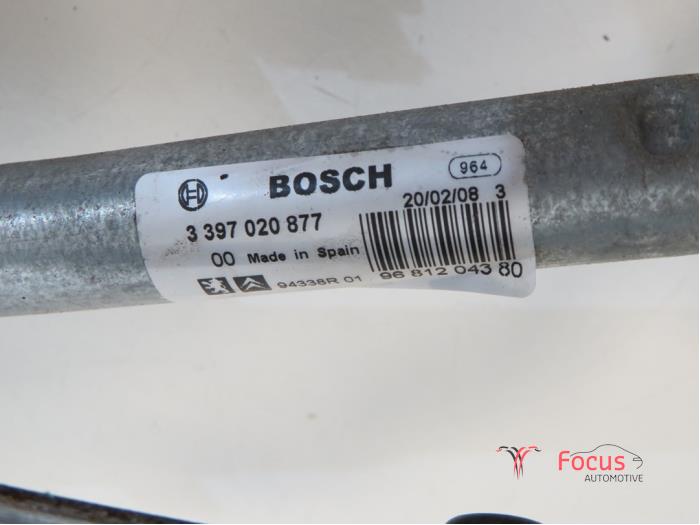 964
BOSCH
20/02/08 3
3 397 020 877
00 Made in Spain
94338R 01
96 812 043 80
Focus
AUTOMOTIVE